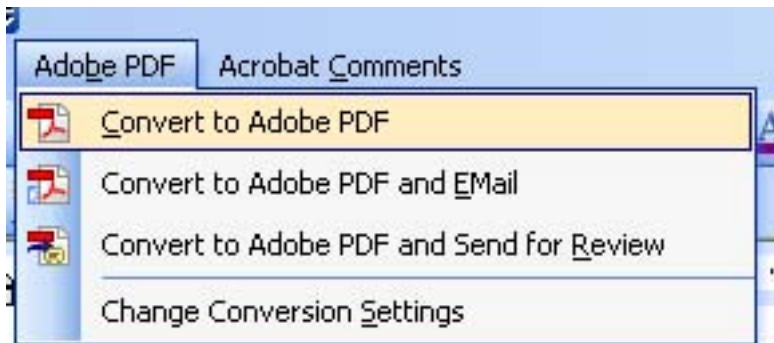 Adobe PDF Acrobat Comments
Convert to Adobe PDF
Convert to Adobe PDF and EMail
Convert to Adobe PDF and Send for Review
Change Conversion Settings